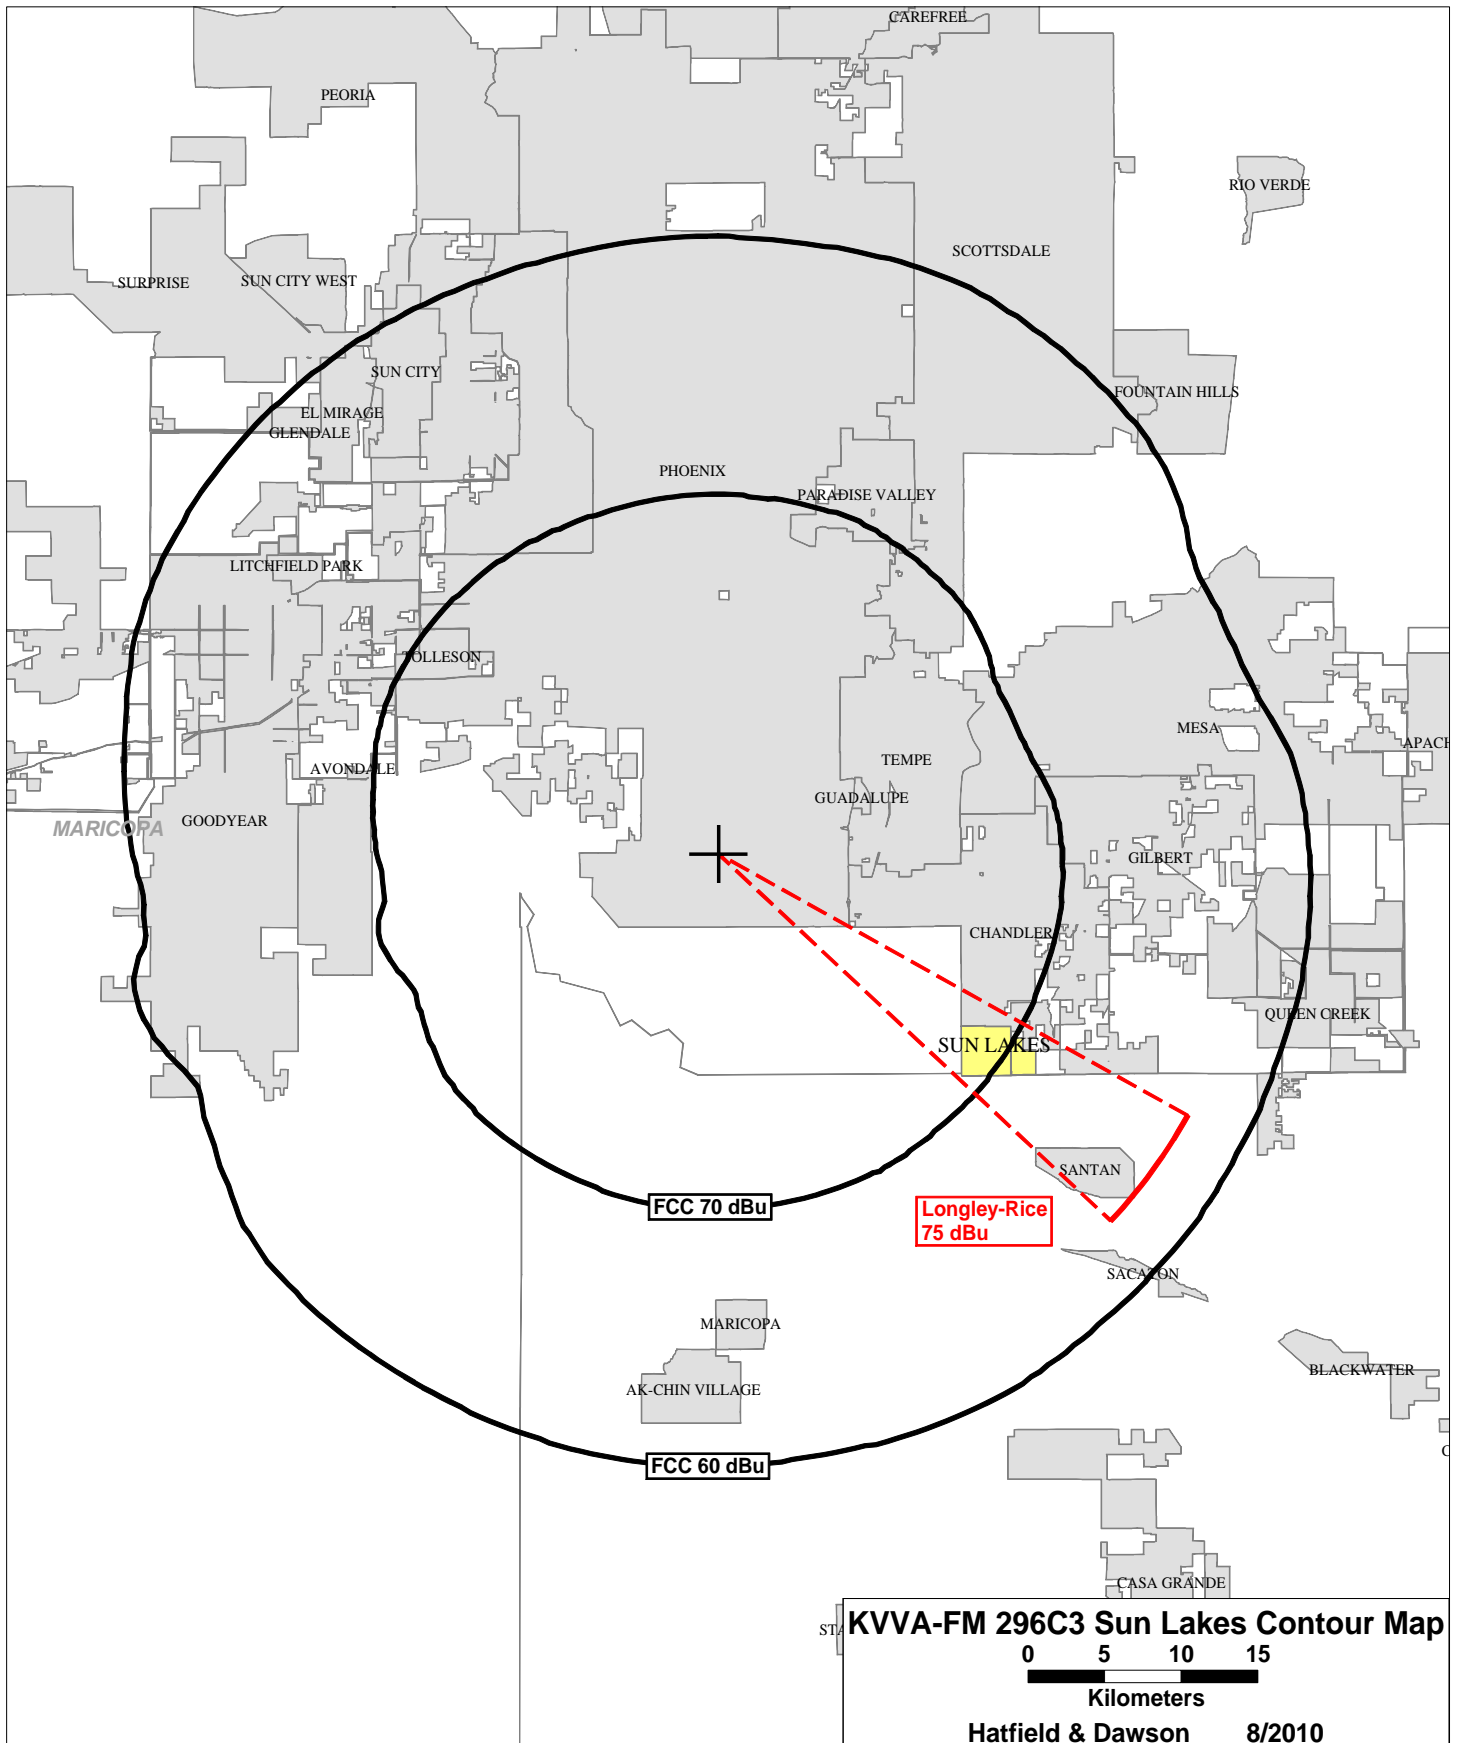 CAREFREE
PEORIA
RIO VERDE
SCOTTSDALE
SURPRISE
SUN CITY WEST
SUN CITY
FOUNTAIN HILLS
EL MIRAGE
GLENDALE
PHOENIX
PARADISE VALLEY
LITCHFIELD PARK
TOLLESON
MESA
APACH
TEMPE
AVONDALE
GUADALUPE
GOODYEAR
MARICOPA
GILBERT
CHANDLER
QUEEN CREEK
SUN LAKES
SANTAN
FCC 70 dBu
Longley-Rice
75 dBu
SACATON
MARICOPA
BLACKWATER
AK-CHIN VILLAGE
FCC 60 dBu
CASA GRANDE
STA
KVVA-FM 296C3 Sun Lakes Contour Map
0 5 10 15
Kilometers
Hatfield & Dawson 8/2010